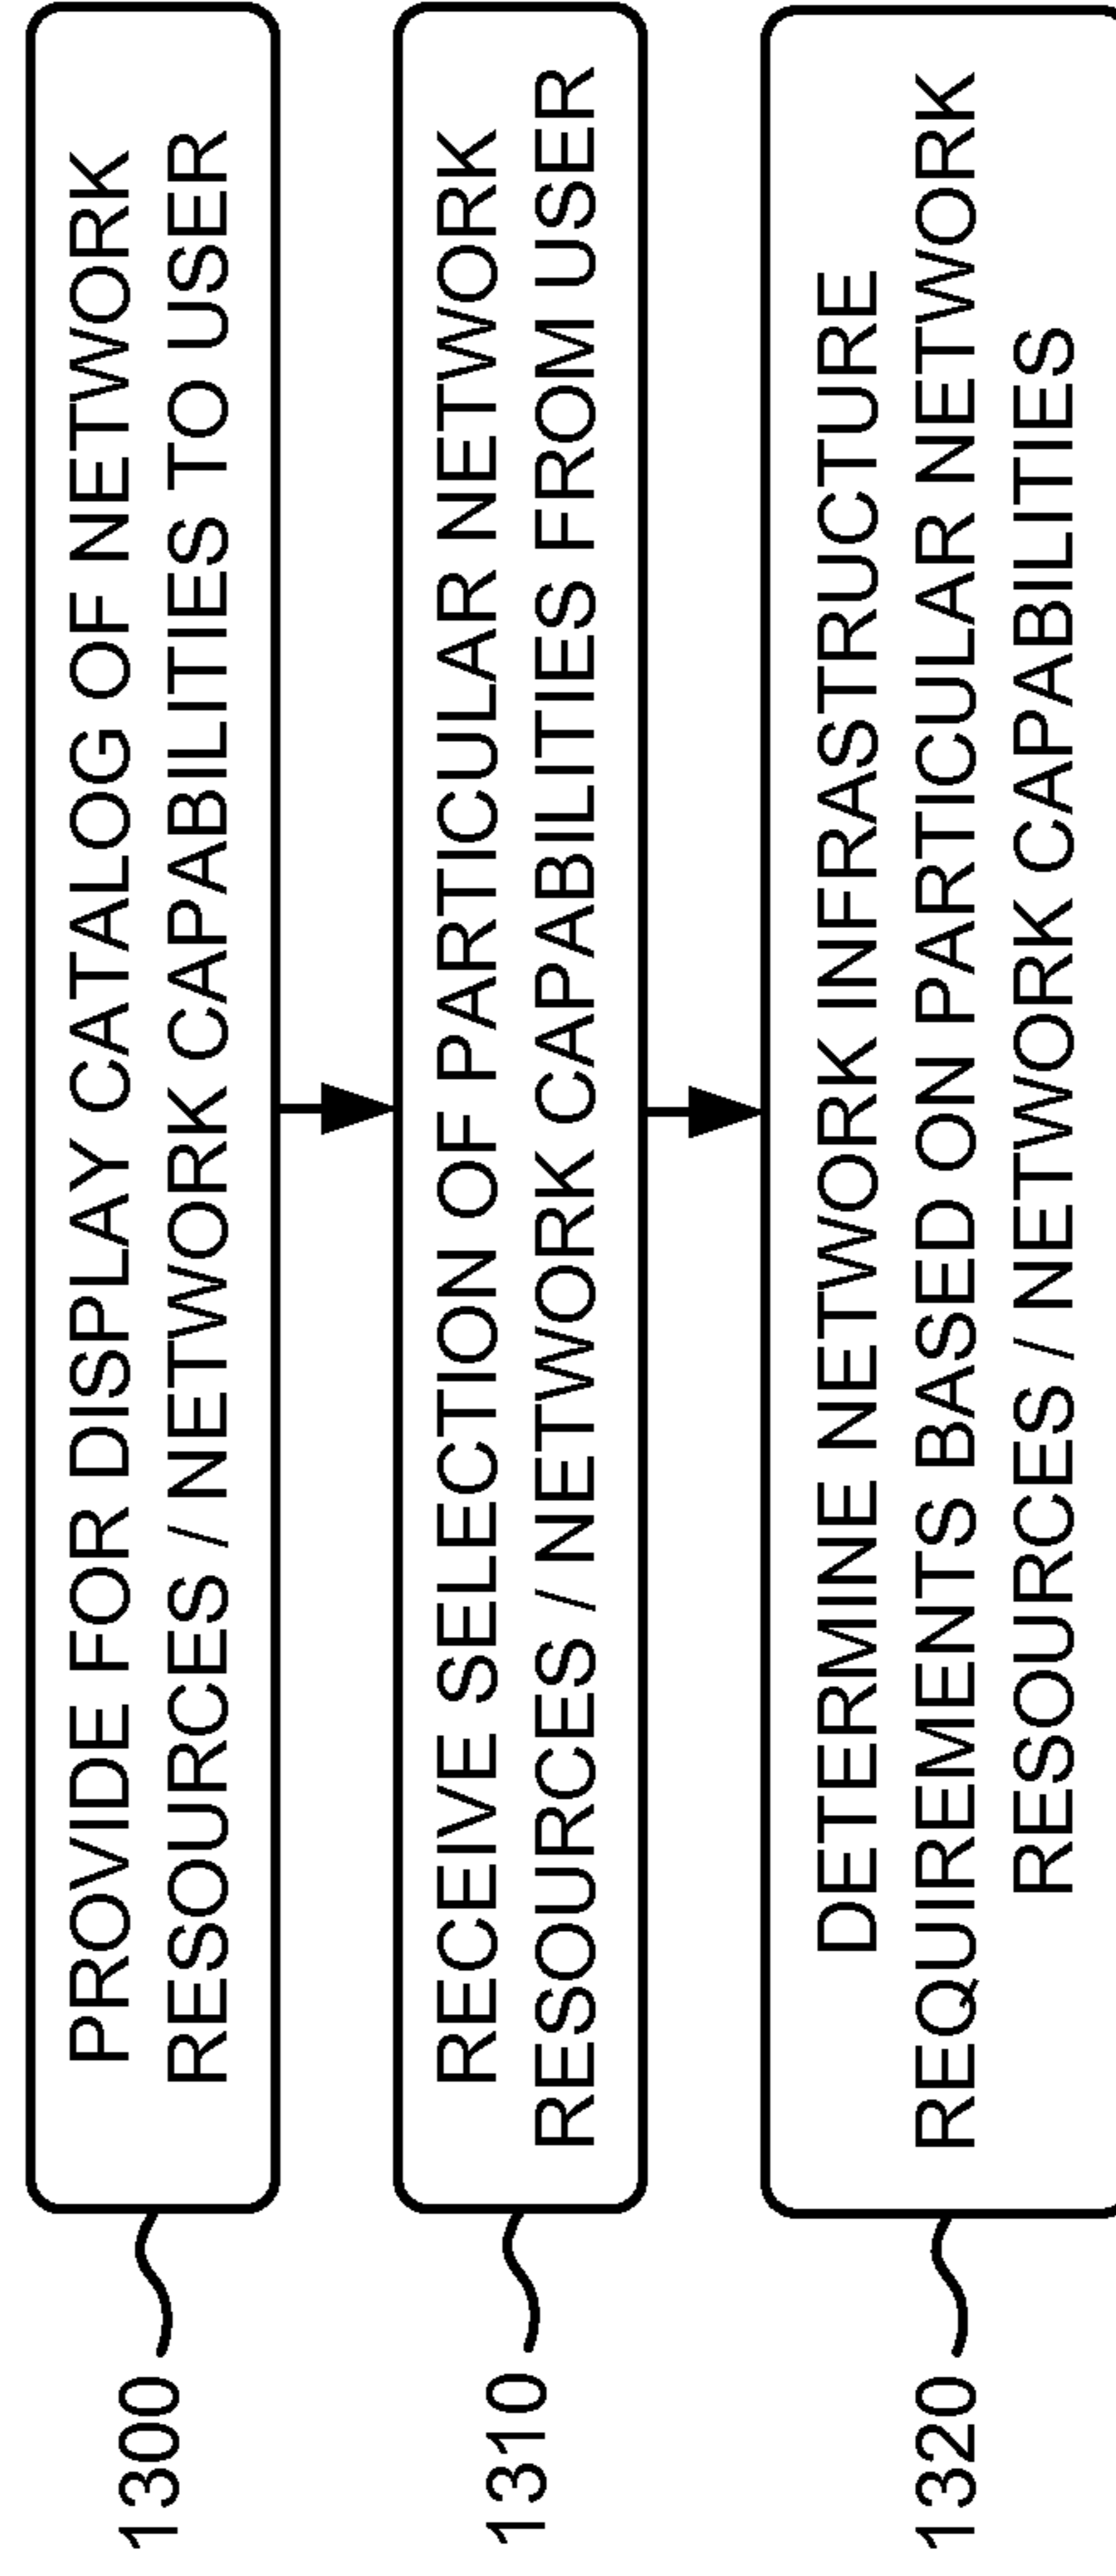 1300
PROVIDE FOR DISPLAY CATALOG OF NETWORK
RESOURCES / NETWORK CAPABILITIES TO USER
1310
RECEIVE SELECTION OF PARTICULAR NETWORK
RESOURCES / NETWORK CAPABILITIES FROM USER
1320
DETERMINE NETWORK INFRASTRUCTURE
REQUIREMENTS BASED ON PARTICULAR NETWORK
RESOURCES / NETWORK CAPABILITIES